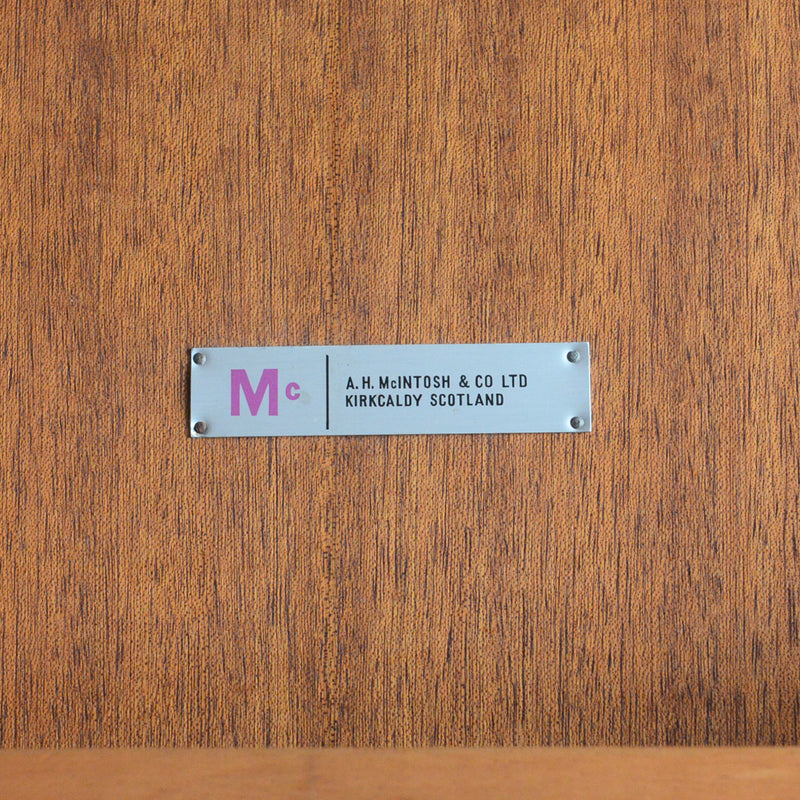 Mc
A.H. McINTOSH & CO LTD
KIRKCALDY SCOTLAND